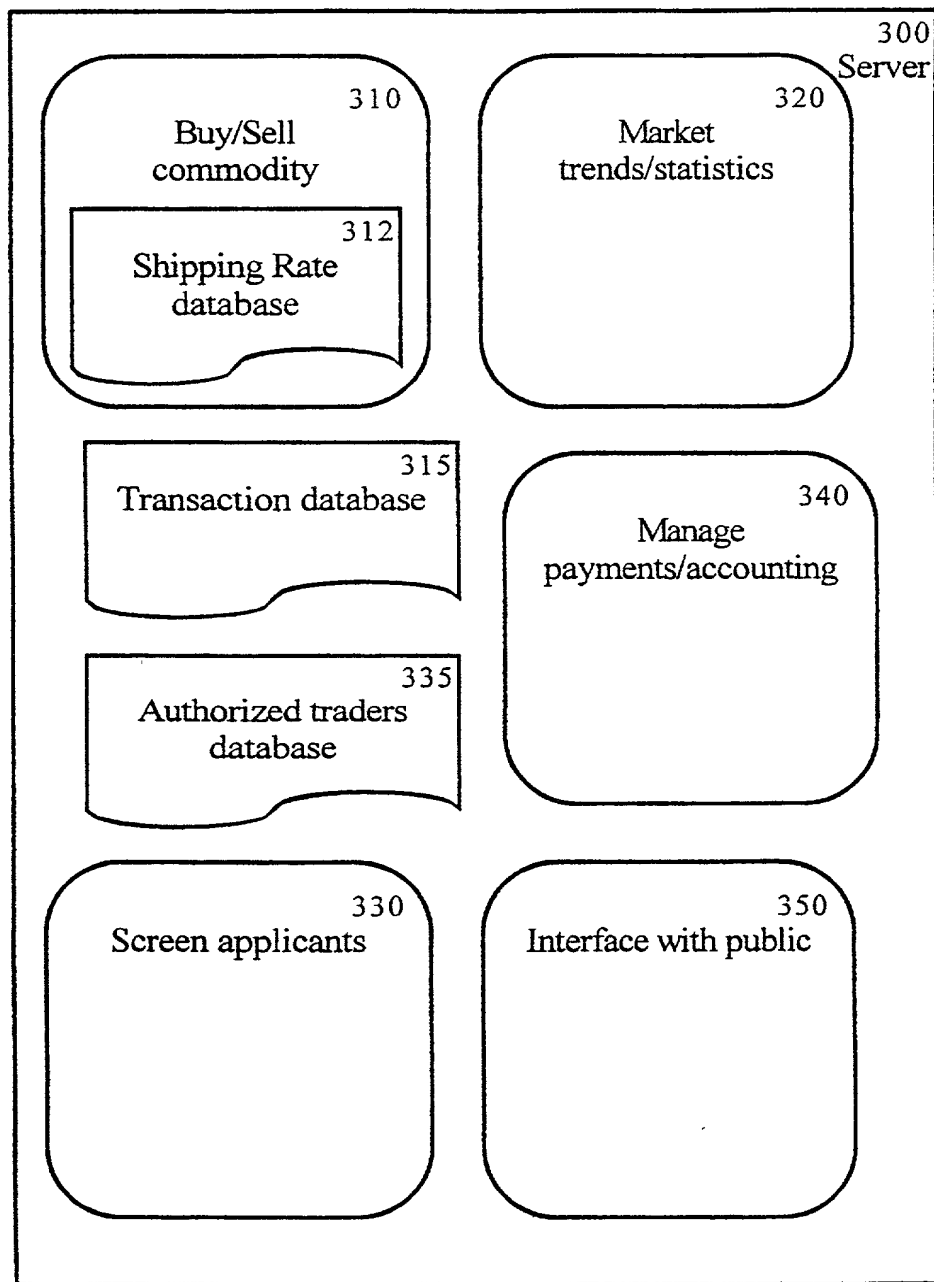 300
Server
310
Buy/Sell
commodity
312
Shipping Rate
database
320
Market
trends/statistics
315
Transaction database
340
Manage
payments/accounting
335
Authorized traders
database
330
Screen applicants
350
Interface with public